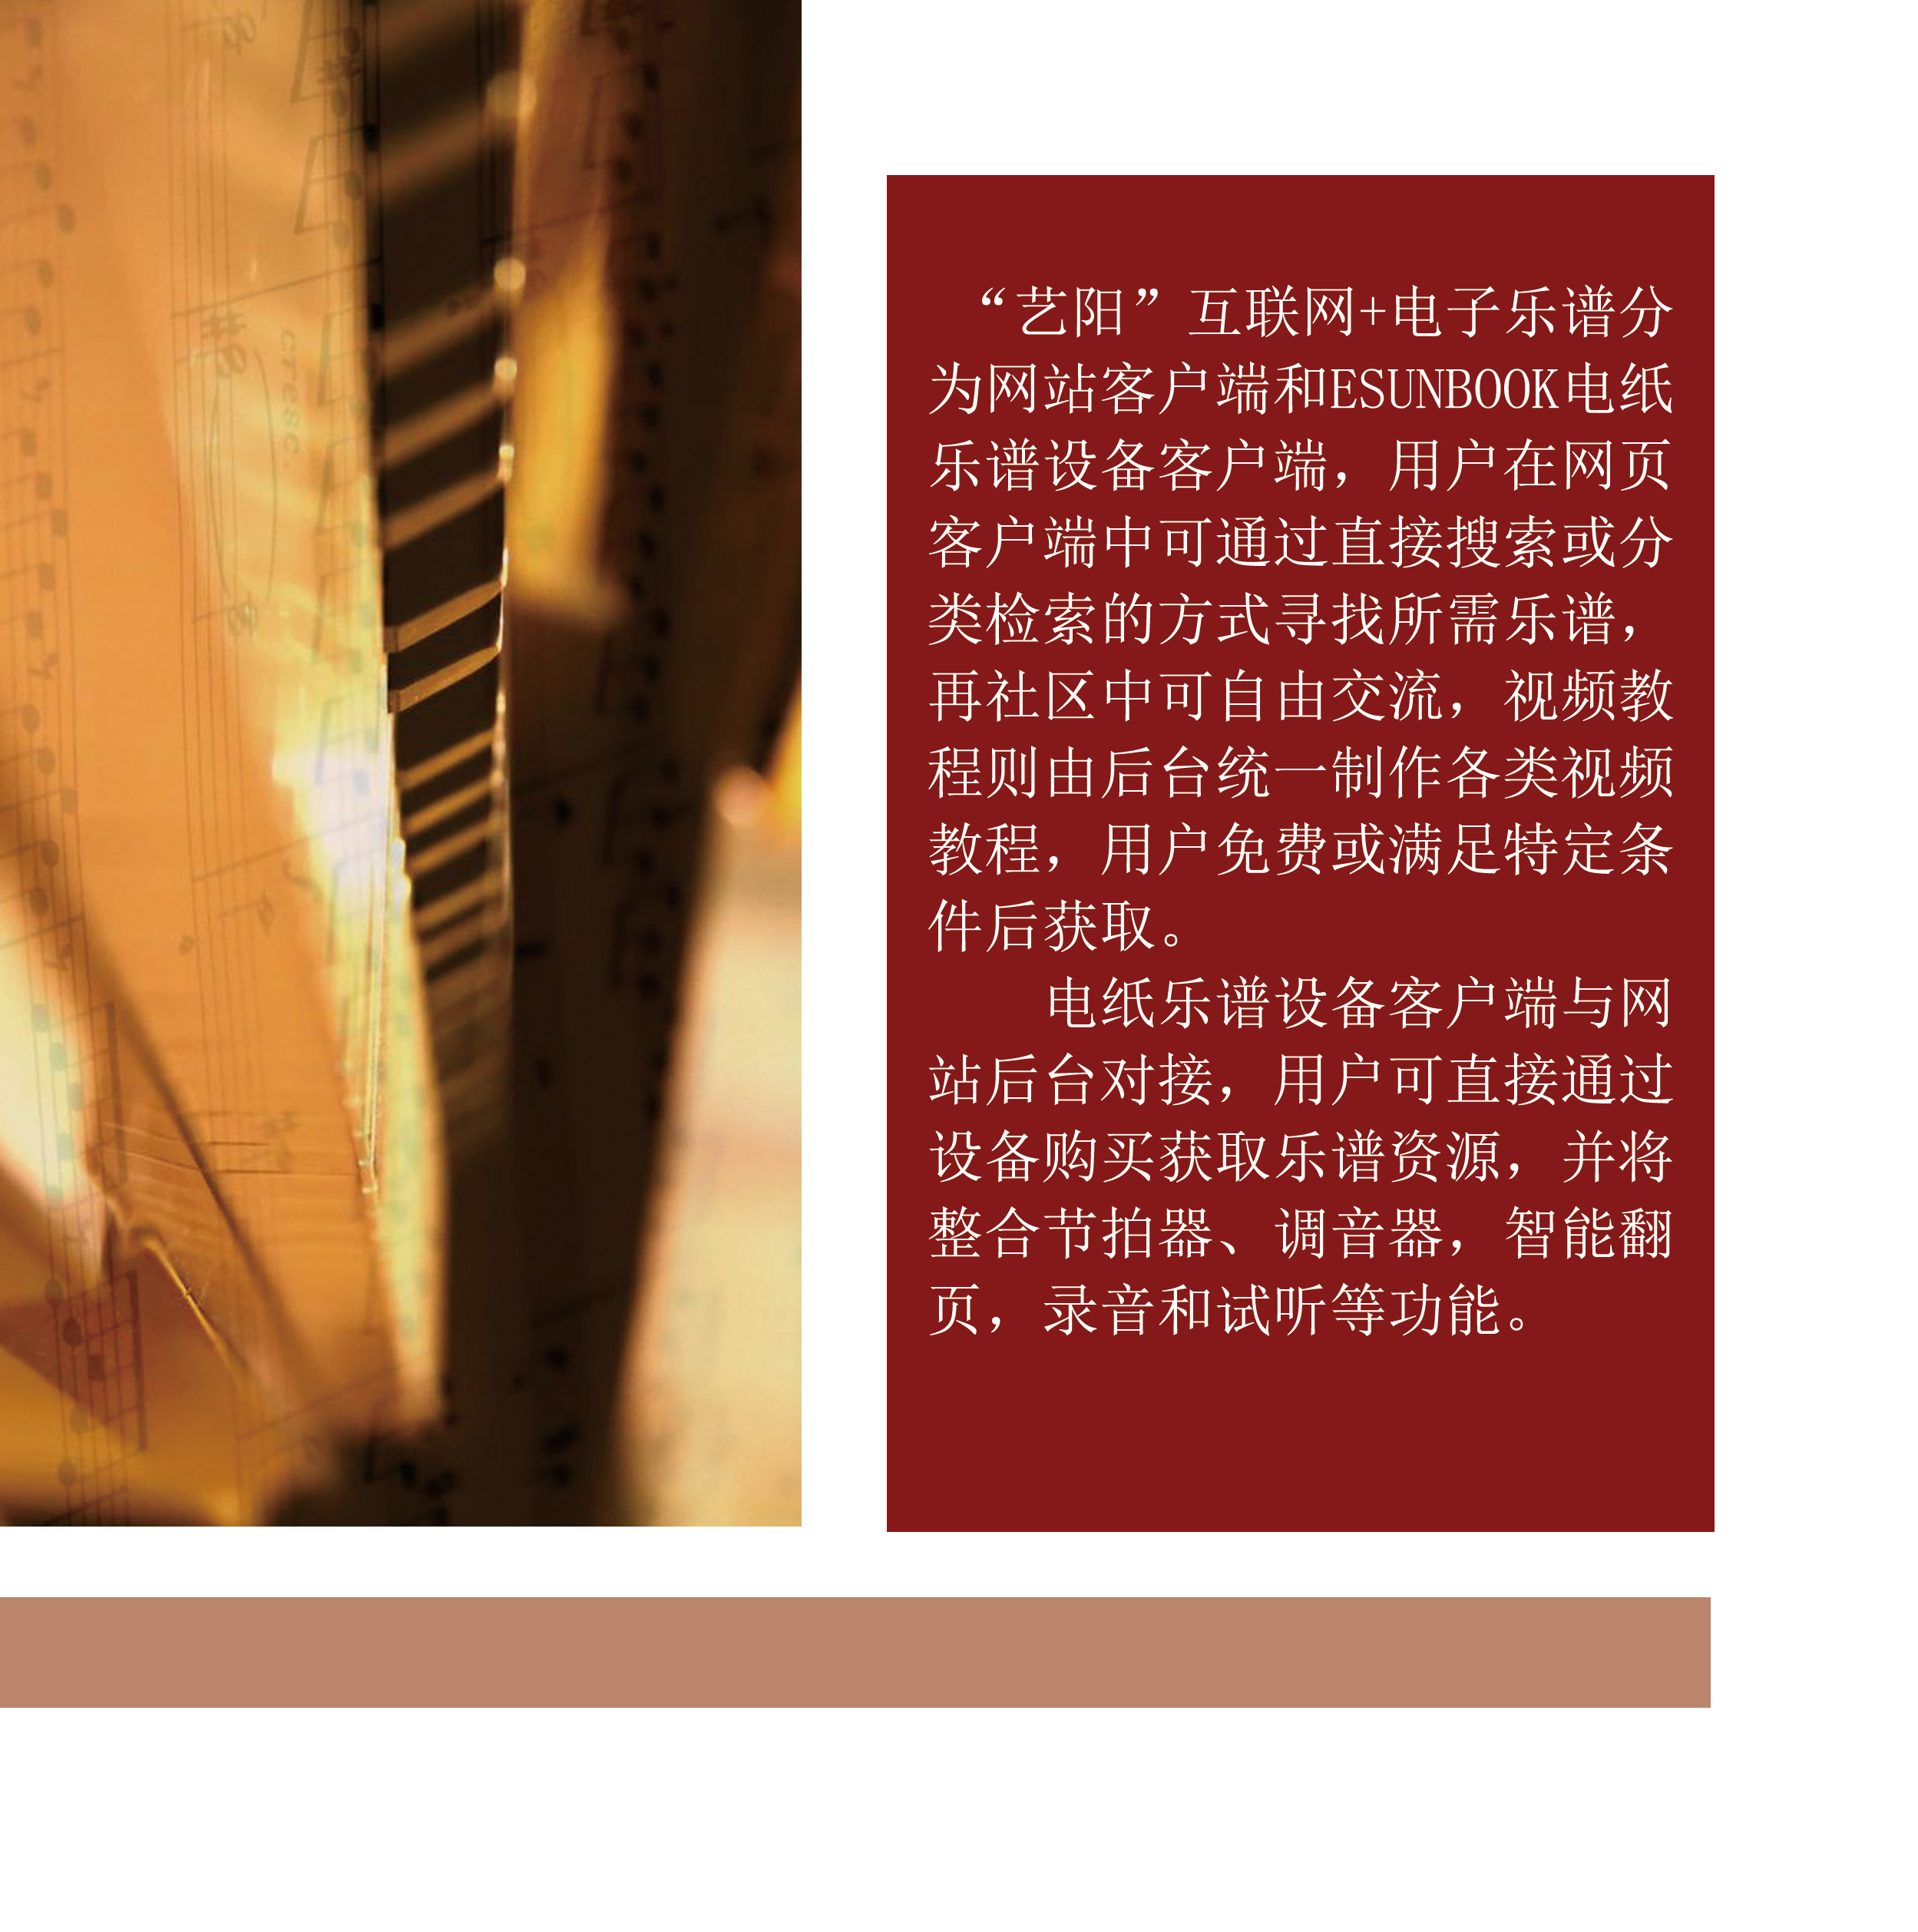 “艺阳”互联网+电子乐谱分
为网站客户端和ESUNBOOK电纸
乐谱设备客户端，用户在网页
客户端中可通过直接搜索或分
类检索的方式寻找所需乐谱，
再社区中可自由交流，视频教
程则由后台统一制作各类视频
教程，用户免费或满足特定条
件后获取。
电纸乐谱设备客户端与网
站后台对接，用户可直接通过
设备购买获取乐谱资源，并将
整合节拍器、调音器，智能翻
页，录音和试听等功能。
cresc.